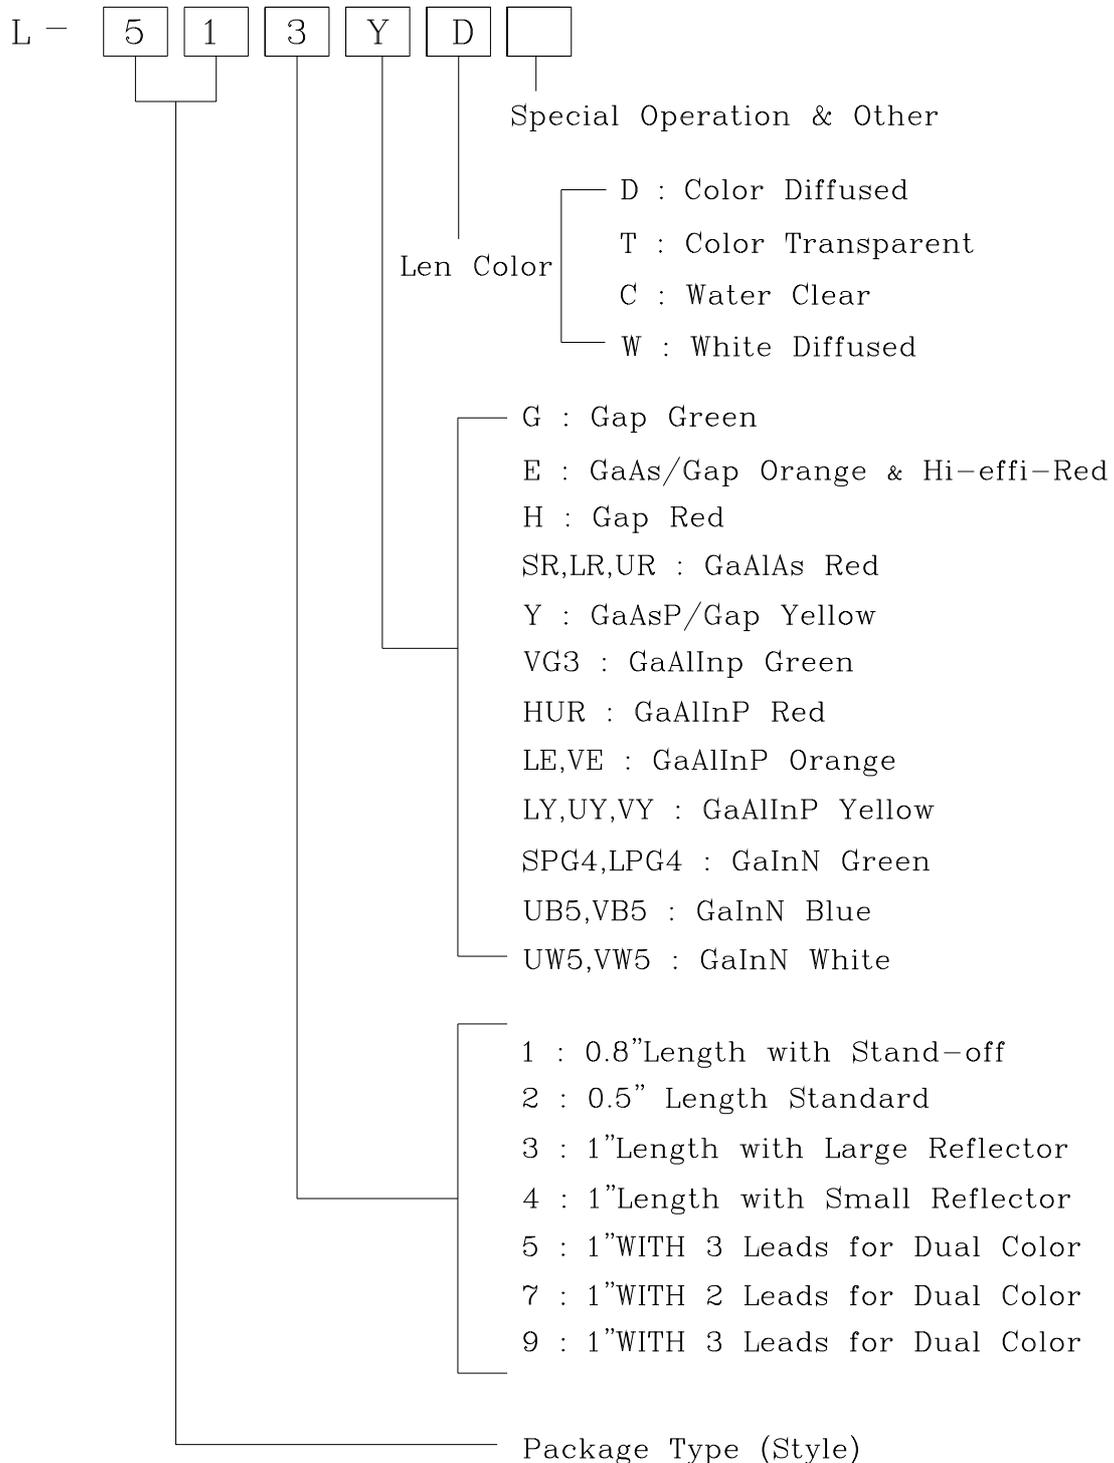 L- 5 1 3 Y D
Special Operation & Other
D : Color Diffused
T : Color Transparent
Len Color
C : Water Clear
W : White Diffused
G : Gap Green
E : GaAs/Gap Orange & Hi-effi-Red
H : Gap Red
SR,LR,UR : GaAlAs Red
Y : GaAsP/Gap Yellow
VG3 : GaAlInp Green
HUR : GaAlInP Red
LE,VE : GaAlInP Orange
LY,UY,VY : GaAlInP Yellow
SPG4,LPG4 : GaInN Green
UB5,VB5 : GaInN Blue
UW5,VW5 : GaInN White
1 : 0.8"Length with Stand-off
2 : 0.5" Length Standard
3 : 1"Length with Large Reflector
4 : 1"Length with Small Reflector
5 : 1"WITH 3 Leads for Dual Color
7 : 1"WITH 2 Leads for Dual Color
9 : 1"WITH 3 Leads for Dual Color
Package Type (Style)